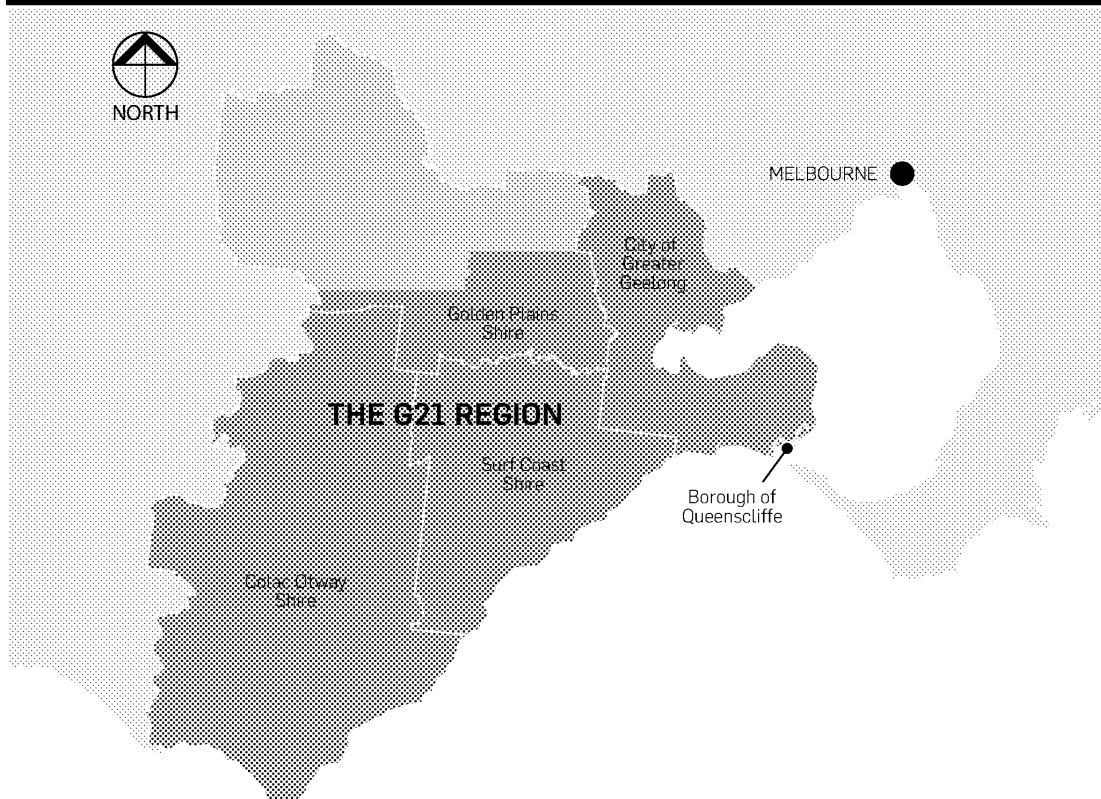 NORTH
MELBOURNE
City of
Greater
Geelong
Golden Plains
Shire
THE G21 REGION
Surf Coast
Shire
Borough of
Queenscliffe
Colac Otway
Shire